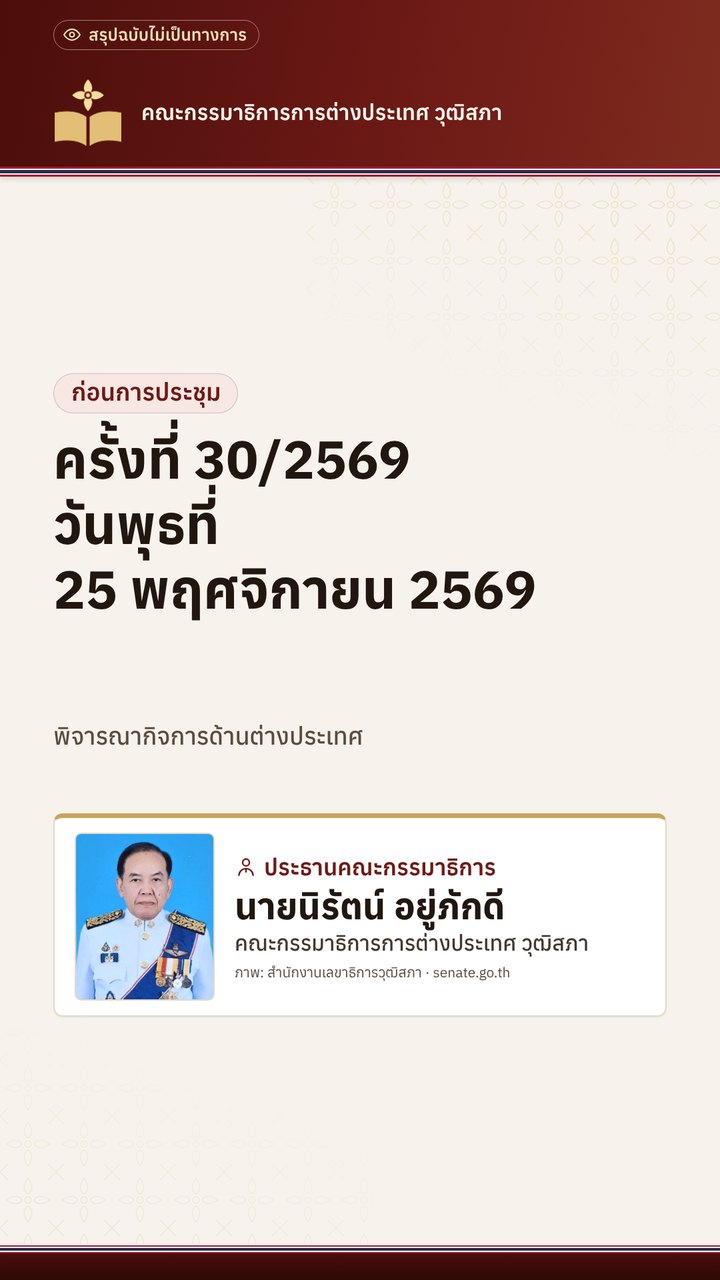 สรุปฉบับไม่เป็นทางการ
คณะกรรมาธิการการต่างประเทศ วุฒิสภา
ก่อนการประชุม
ครั้งที่ 30/2569
วันพุธที่
25 พฤศจิกายน 2569
พิจารณากิจการด้านต่างประเทศ
ประธานคณะกรรมาธิการ
นายนิรัตน์ อยู่ภักดี
คณะกรรมาธิการการต่างประเทศ วุฒิสภา
ภาพ: สำนักงานเลขาธิการวุฒิสภา · senate.go.th